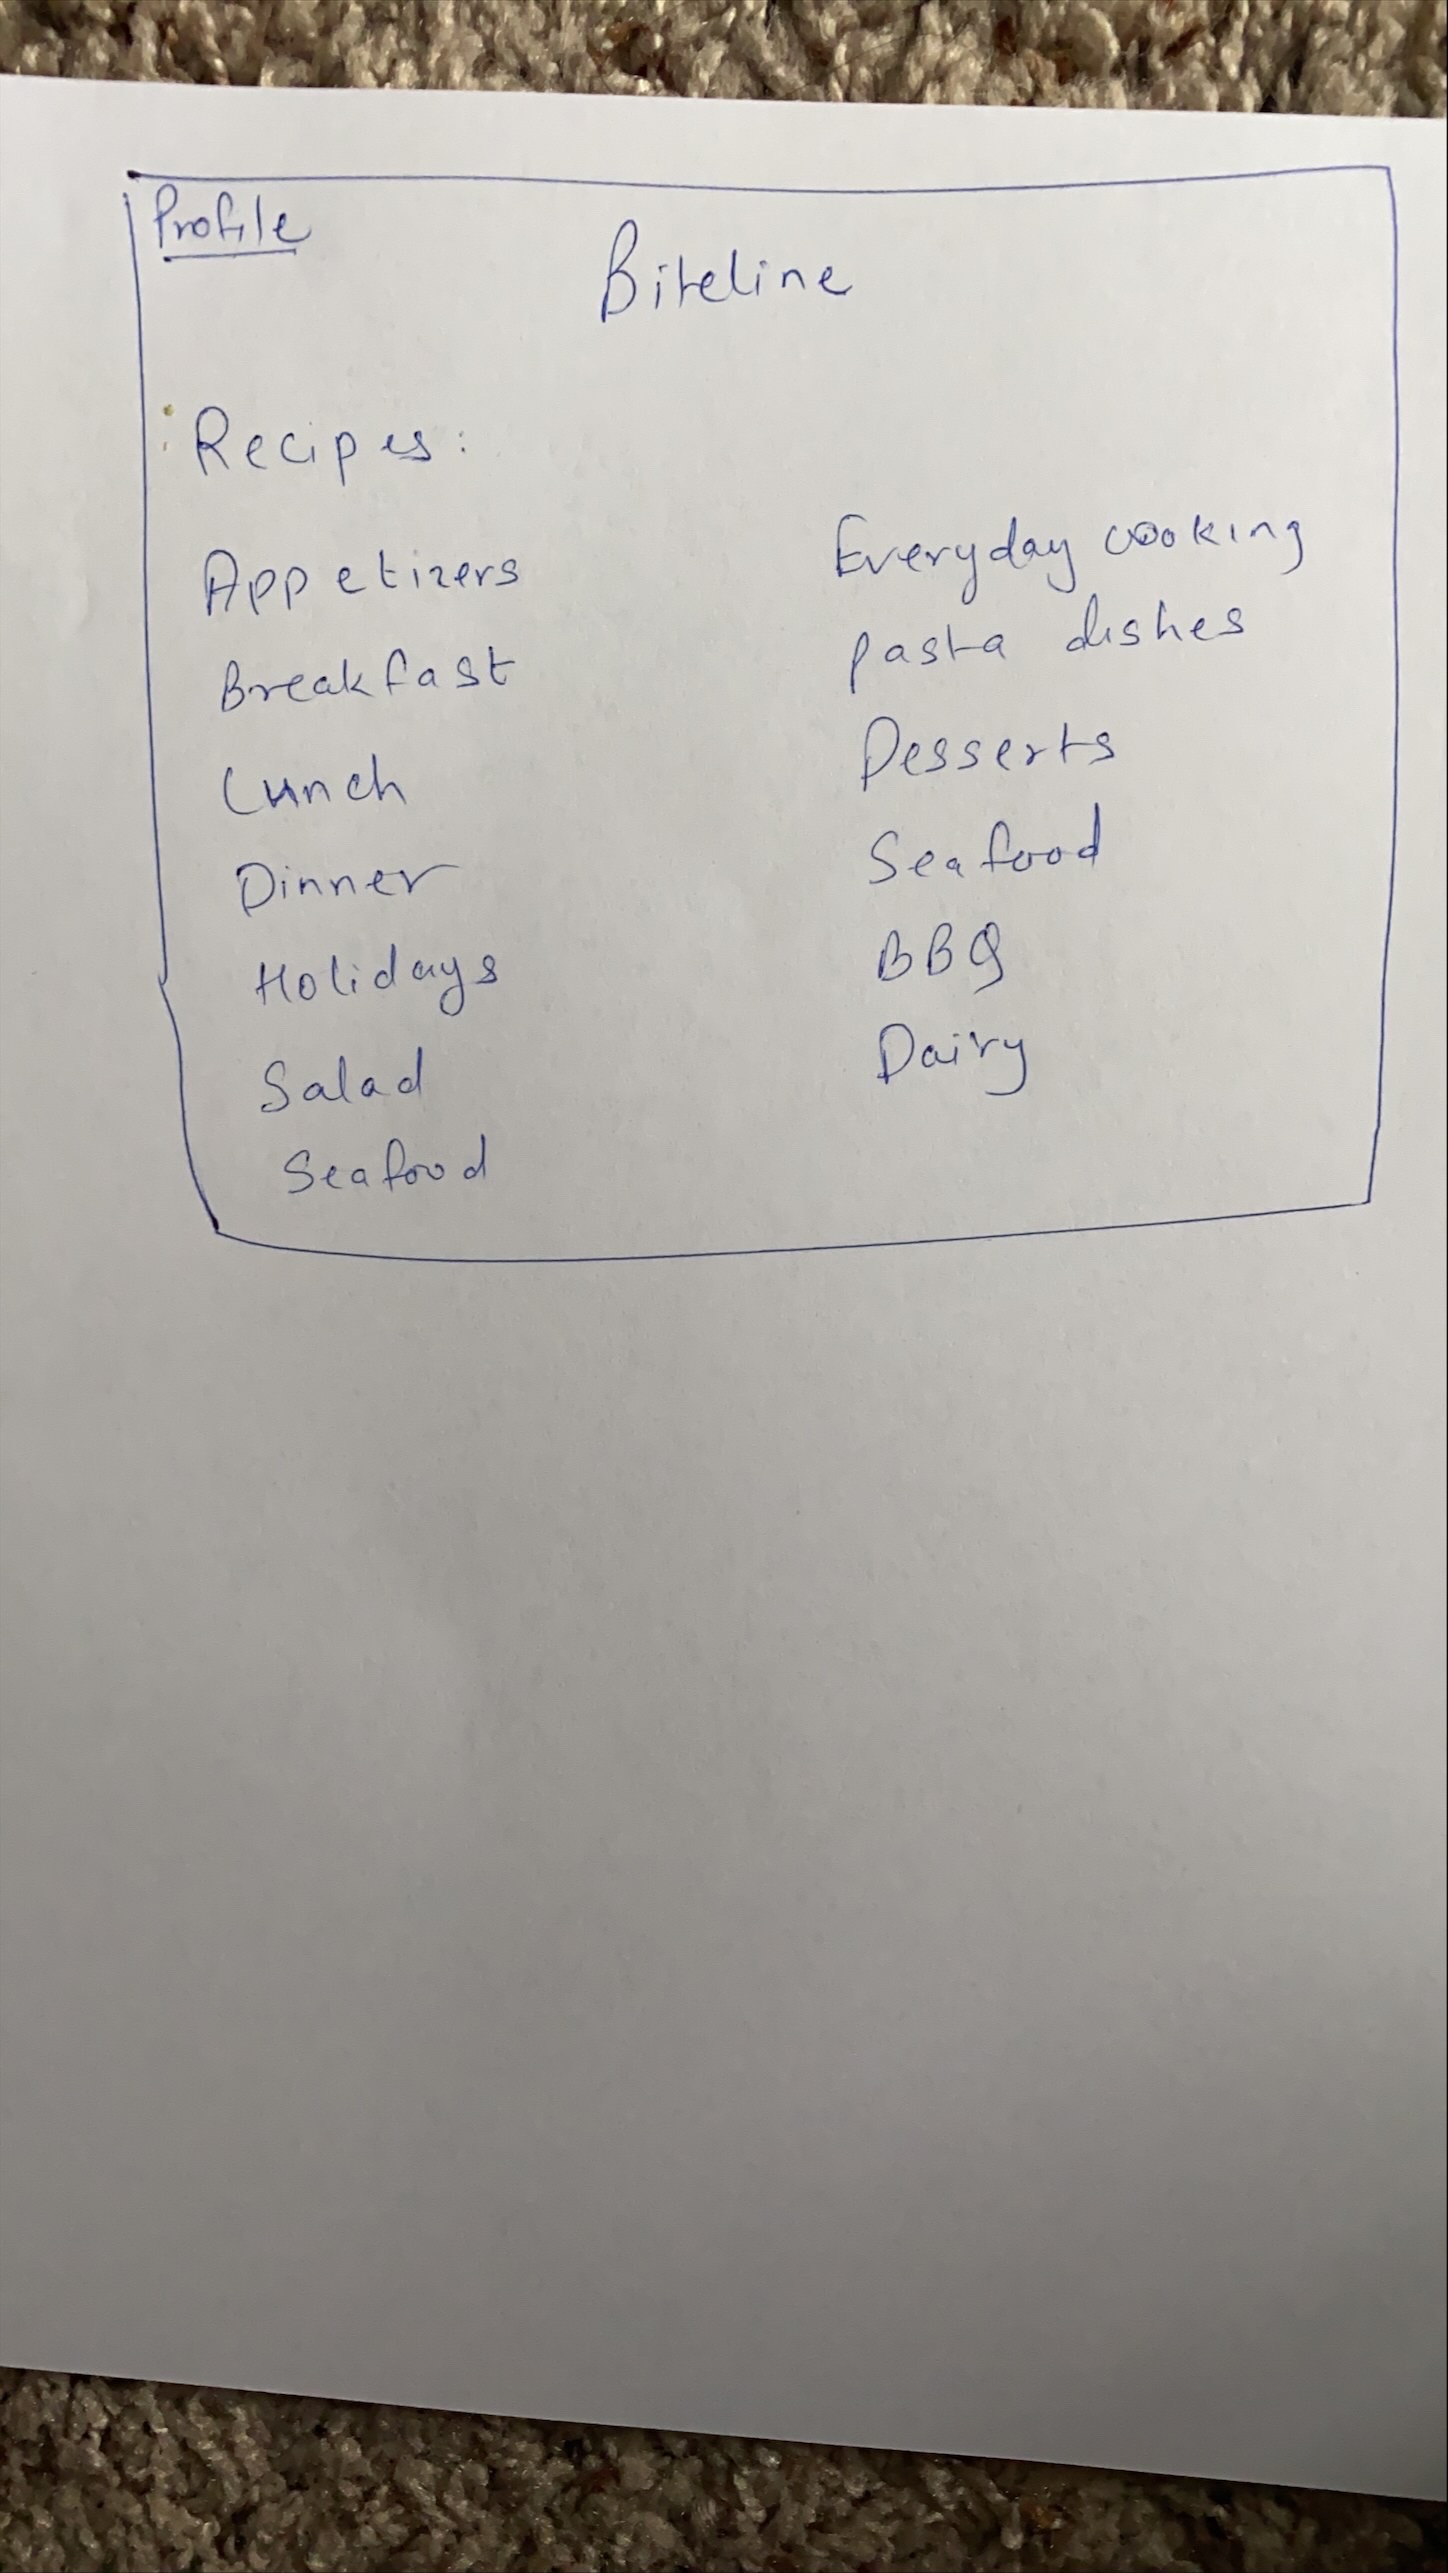 Profile
Biteline
Recipes:
Appetizers
Breakfast
Lunch
Dinner
Holidays
Salad
Seafood
Everyday cooking
pasta dishes
Desserts
Seafood
BBQ
Dairy